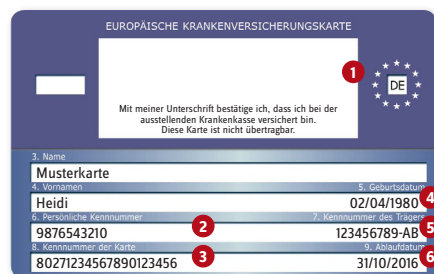 EUROPÄISCHE KRANKENVERSICHERUNGSKARTE
1
DE
Mit meiner Unterschrift bestätige ich, dass ich bei der
ausstellenden Krankenkasse versichert bin.
Diese Karte ist nicht übertragbar.
3. Name
Musterkarte
4. Vornamen 5. Geburtsdatum
Heidi 02/04/1980 4
6. Persönliche Kennnummer 2 7. Kennnummer des Trägers
9876543210 123456789-AB 5
8. Kennnummer der Karte 3 9. Ablaufdatum
80271234567890123456 31/10/2016 6